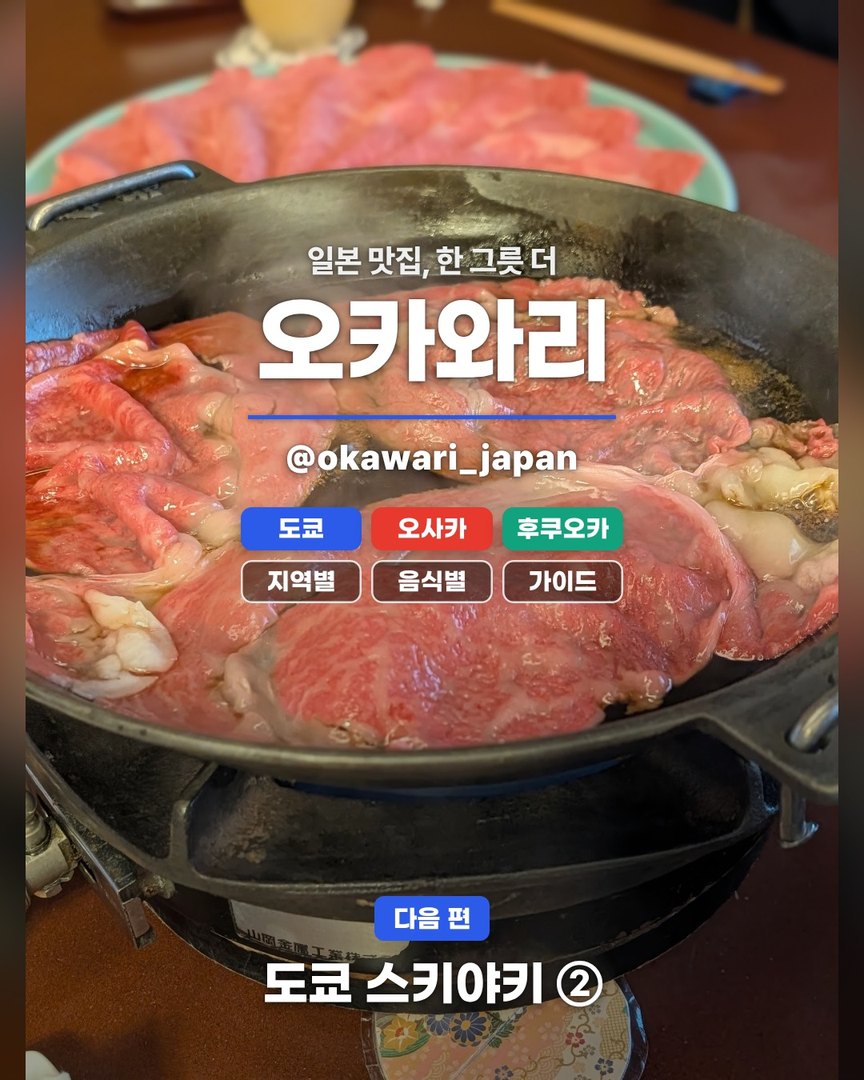 일본 맛집, 한 그릇 더
오카와리
@okawari_japan
도쿄 오사카 후쿠오카
지역별 음식별 가이드
다음 편
도쿄 스키야키 ②